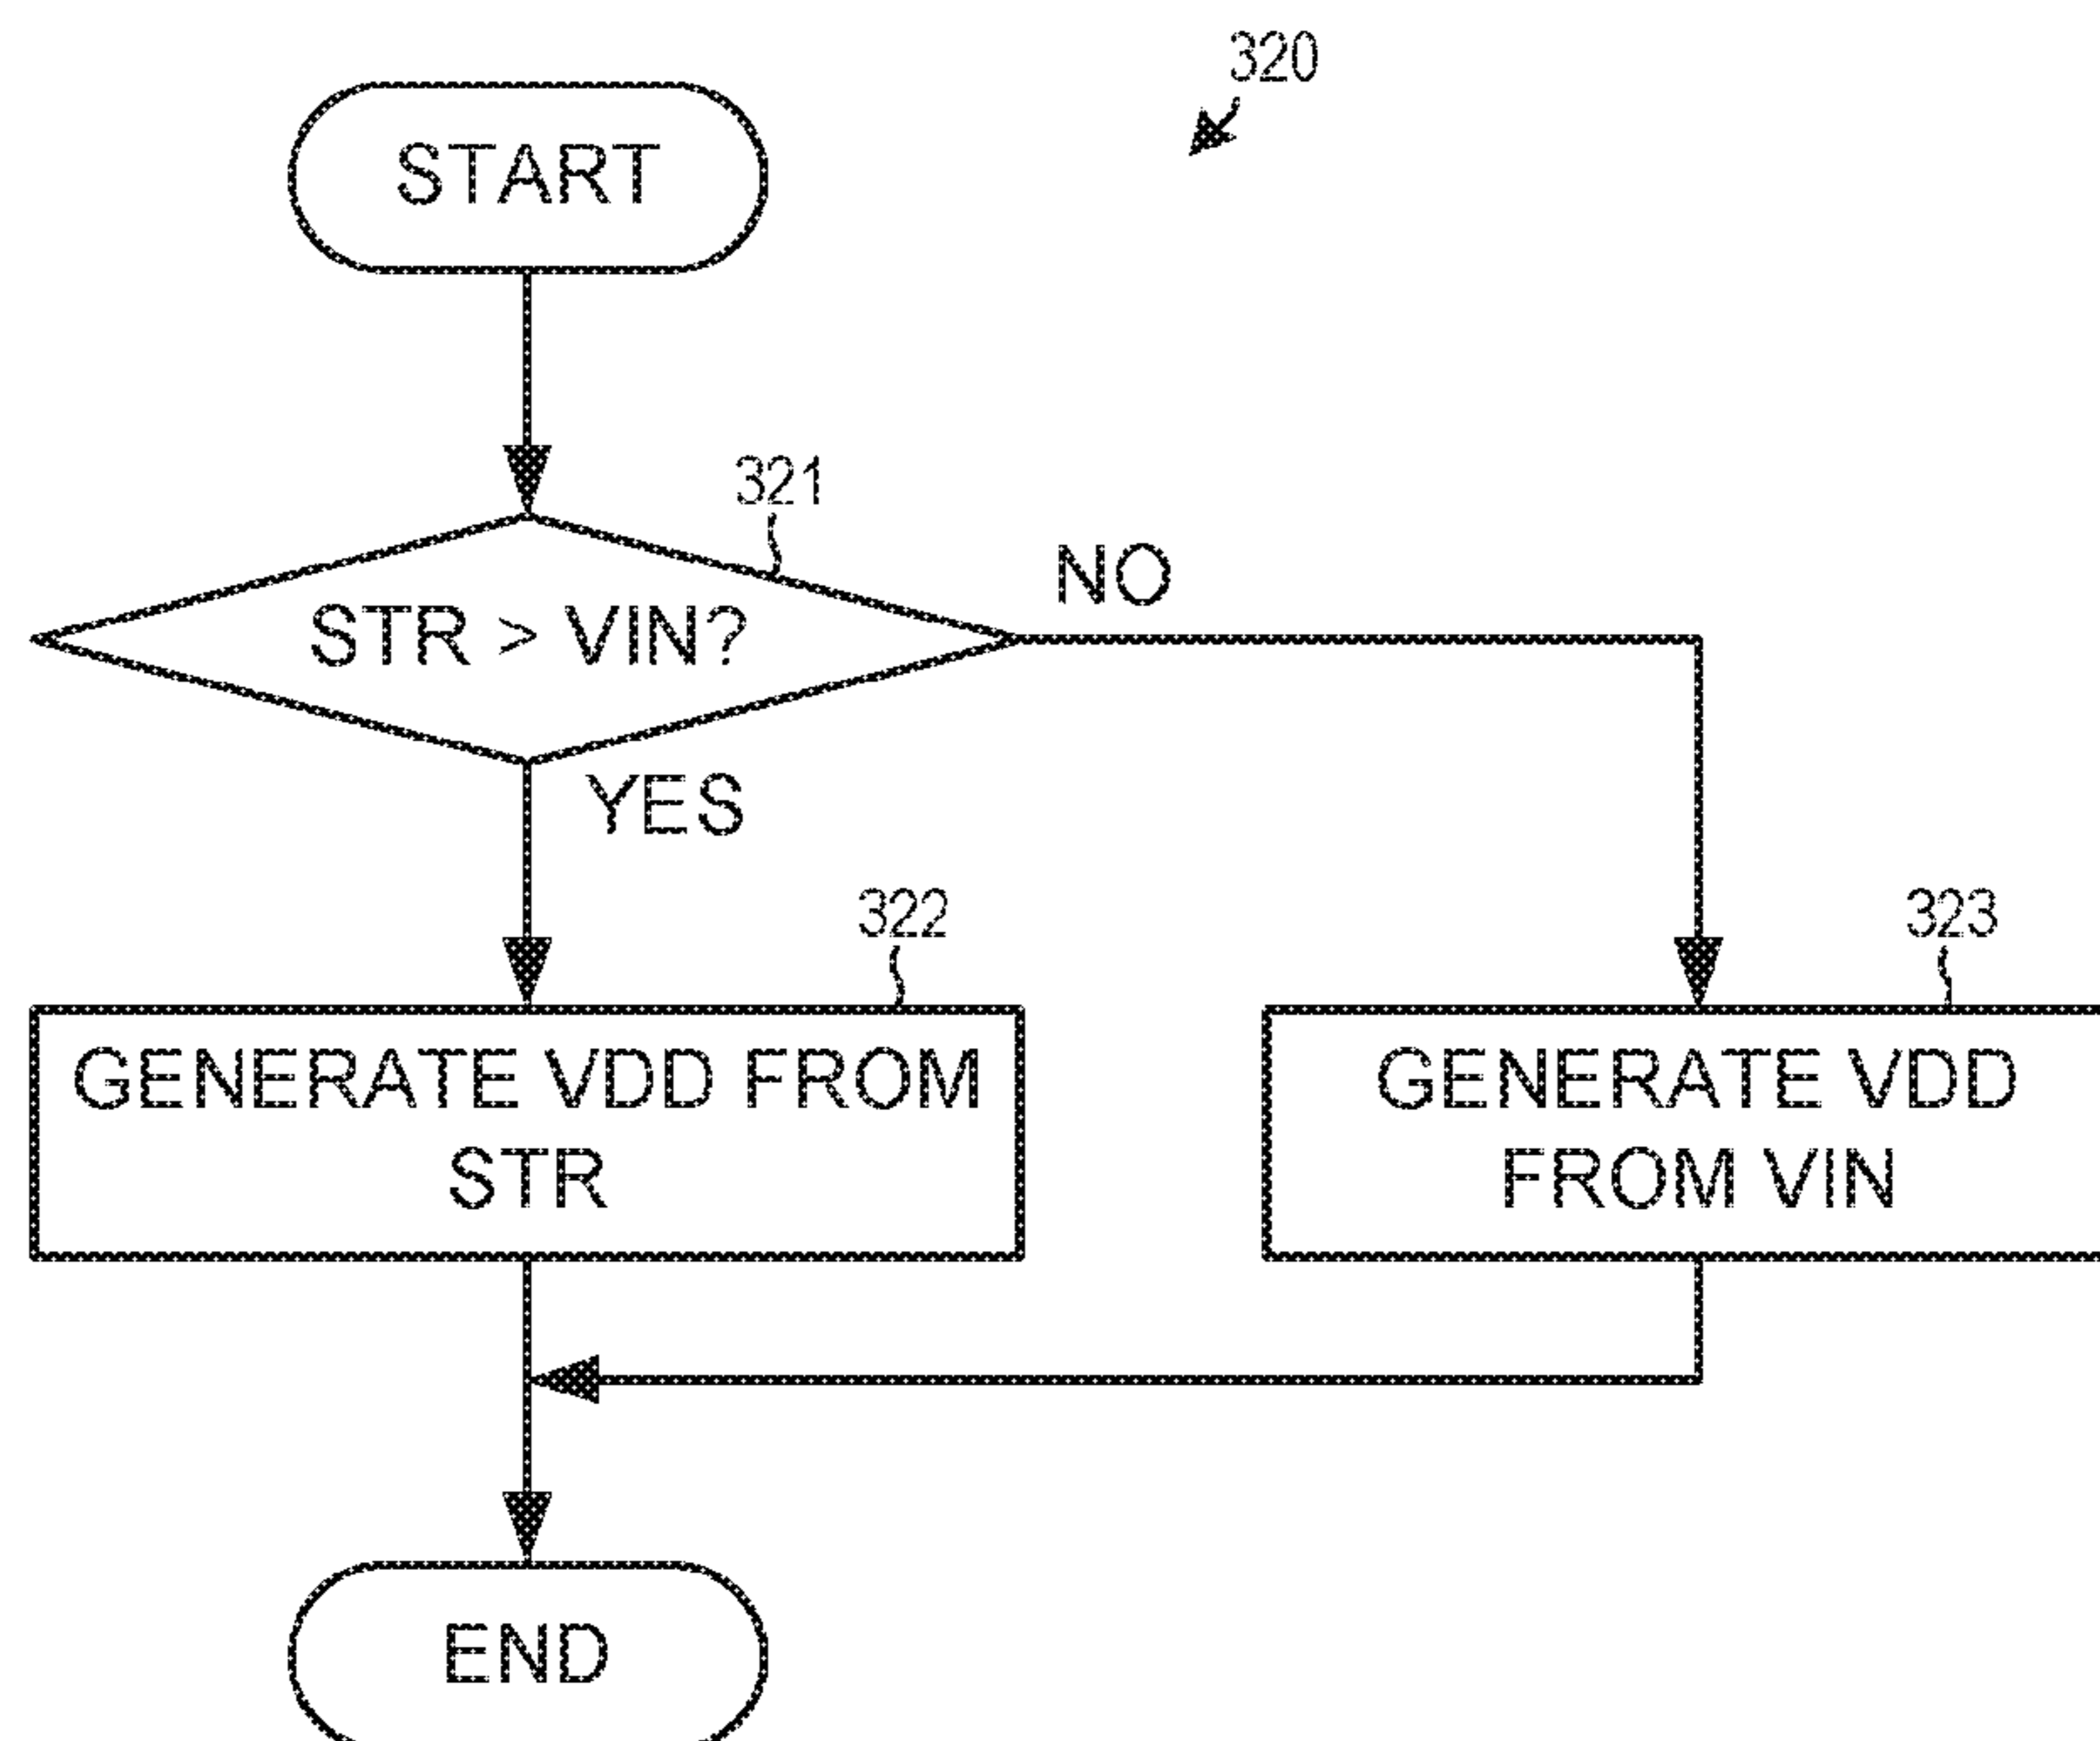 320
START
321
STR > VIN?
NO
YES
322
323
GENERATE VDD FROM
STR
GENERATE VDD
FROM VIN
END